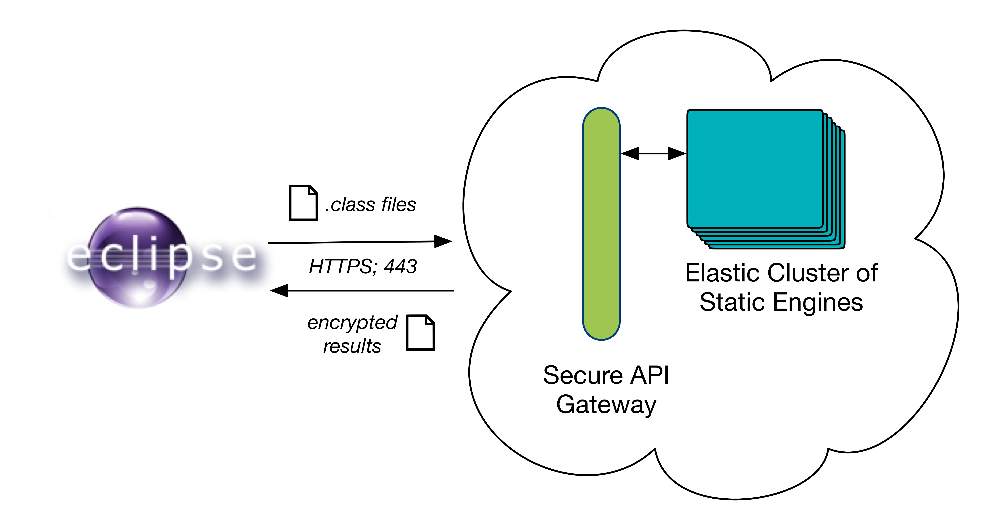 eclipse
.class files
HTTPS; 443
encrypted
results
Elastic Cluster of
Static Engines
Secure API
Gateway